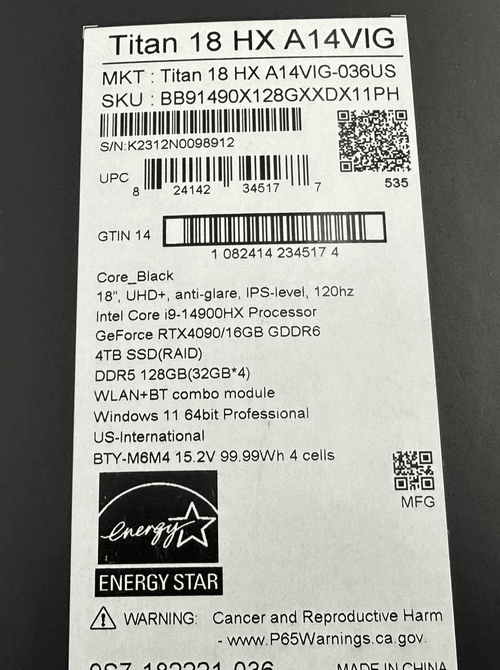 Titan 18 HX A14VIG
MKT : Titan 18 HX A14VIG-036US
SKU : BB91490X128GXXDX11PH
S/N:K2312N0098912
535
UPC
8 24142 34517 7
GTIN 14
1 082414 234517 4
Core_Black
18", UHD+, anti-glare, IPS-level, 120hz
Intel Core i9-14900HX Processor
GeForce RTX4090/16GB GDDR6
4TB SSD(RAID)
DDR5 128GB(32GB*4)
WLAN+BT combo module
Windows 11 64bit Professional
US-International
BTY-M6M4 15.2V 99.99Wh 4 cells
MFG
energy
ENERGY STAR
WARNING: Cancer and Reproductive Harm
- www.P65Warnings.ca.gov.
9S7-182221-036
MADE IN CHINA